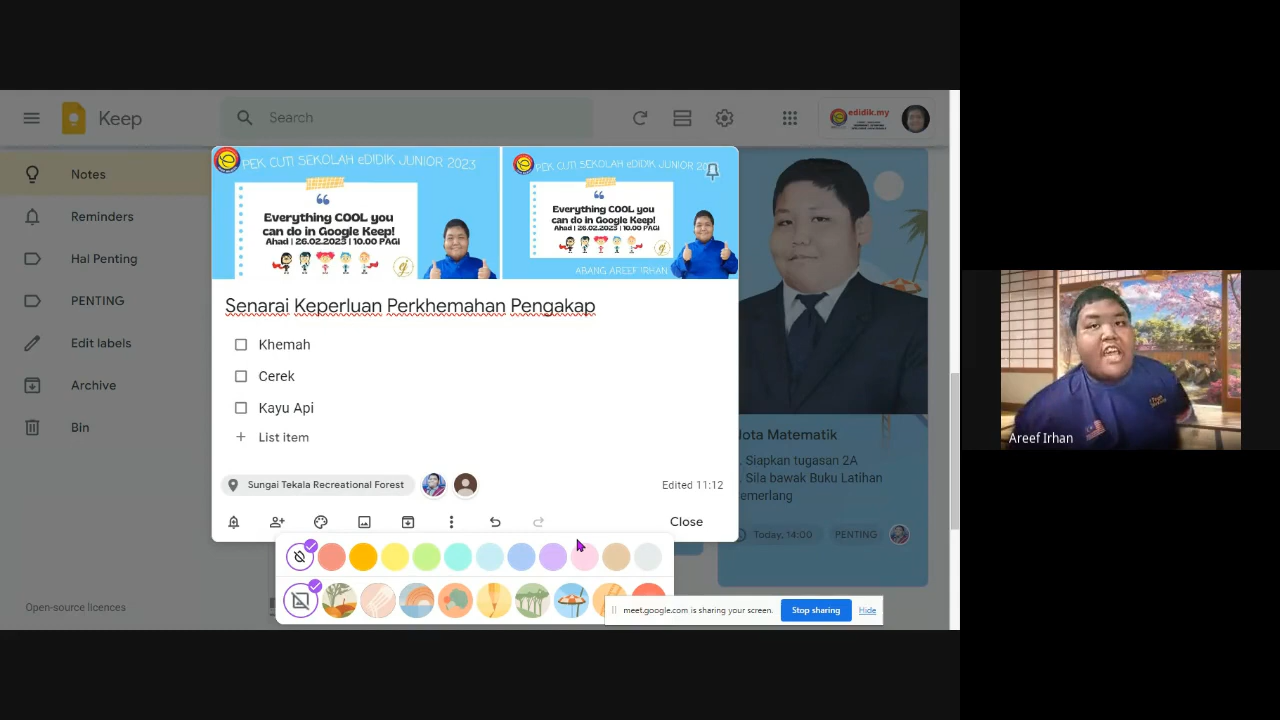 Keep
Search
edidik.my
Notes
Reminders
Hal Penting
PENTING
Edit labels
Archive
Bin
Open-source licences
PEK CUTI SEKOLAH eDIDIK JUNIOR 2023
Everything COOL you
can do in Google Keep!
Ahad | 26.02.2023 | 10.00 PAGI
PEK CUTI SEKOLAH eDIDIK JUNIOR 20
Everything COOL you
can do in Google Keep!
Ahad | 26.02.2023 | 10.00 PAGI
ABANG AREEF IRHAN
Senarai Keperluan Perkhemahan Pengakap
Khemah
Cerek
Kayu Api
+ List item
Sungai Tekala Recreational Forest
Edited 11:12
Close
Nota Matematik
. Siapkan tugasan 2A
. Sila bawak Buku Latihan
emerlang
Today, 14:00
PENTING
meet.google.com is sharing your screen.
Stop sharing
Hide
Areef Irhan